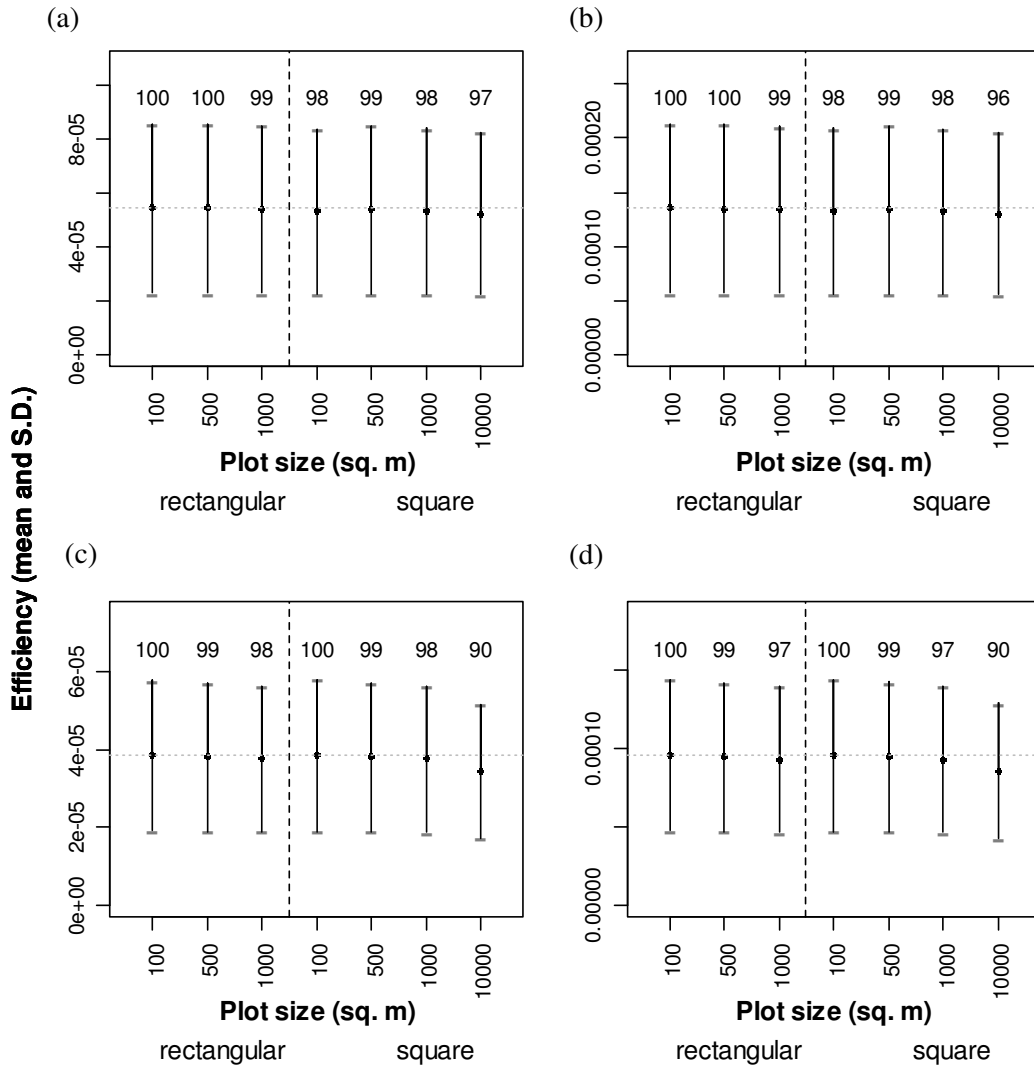 (a)
100 100 99 98 99 98 97
8e-05
4e-05
0e+00
100 500 1000 100 500 1000 10000
Plot size (sq. m)
rectangular square
(b)
100 100 99 98 99 98 96
0.00020
0.00010
0.00000
100 500 1000 100 500 1000 10000
Plot size (sq. m)
rectangular square
Efficiency (mean and S.D.)
(c)
100 99 98 100 99 98 90
6e-05
4e-05
2e-05
0e+00
100 500 1000 100 500 1000 10000
Plot size (sq. m)
rectangular square
(d)
100 99 97 100 99 97 90
0.00010
0.00000
100 500 1000 100 500 1000 10000
Plot size (sq. m)
rectangular square